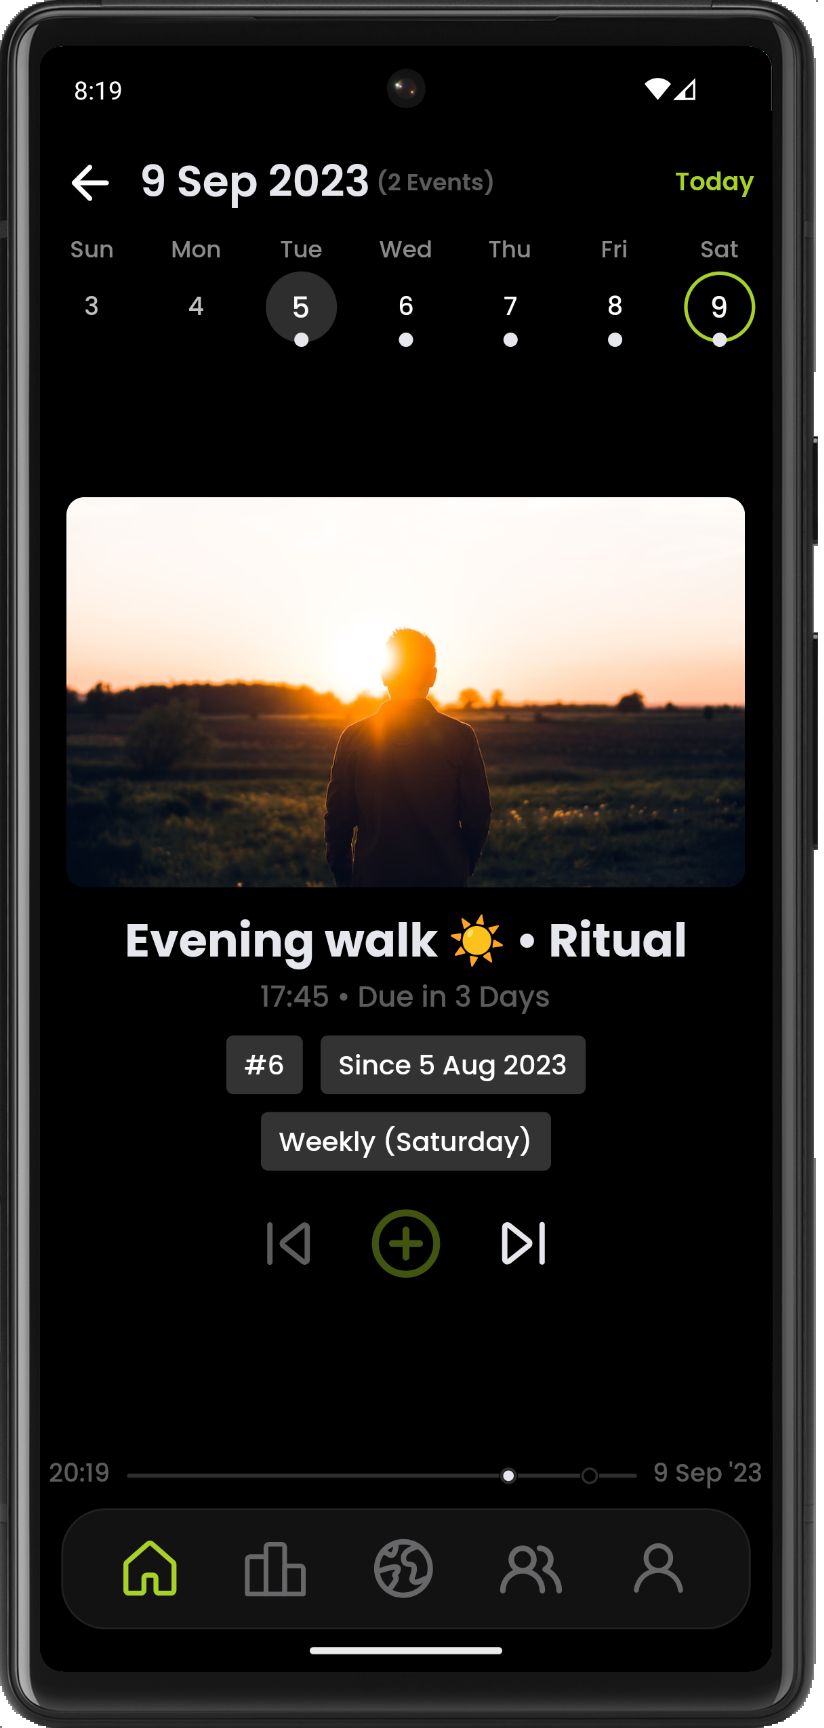 8:19
9 Sep 2023 (2 Events) Today
Sun Mon Tue Wed Thu Fri Sat
3 4 5 6 7 8 9
Evening walk ☀️ • Ritual
17:45 • Due in 3 Days
#6 Since 5 Aug 2023
Weekly (Saturday)
20:19 9 Sep '23